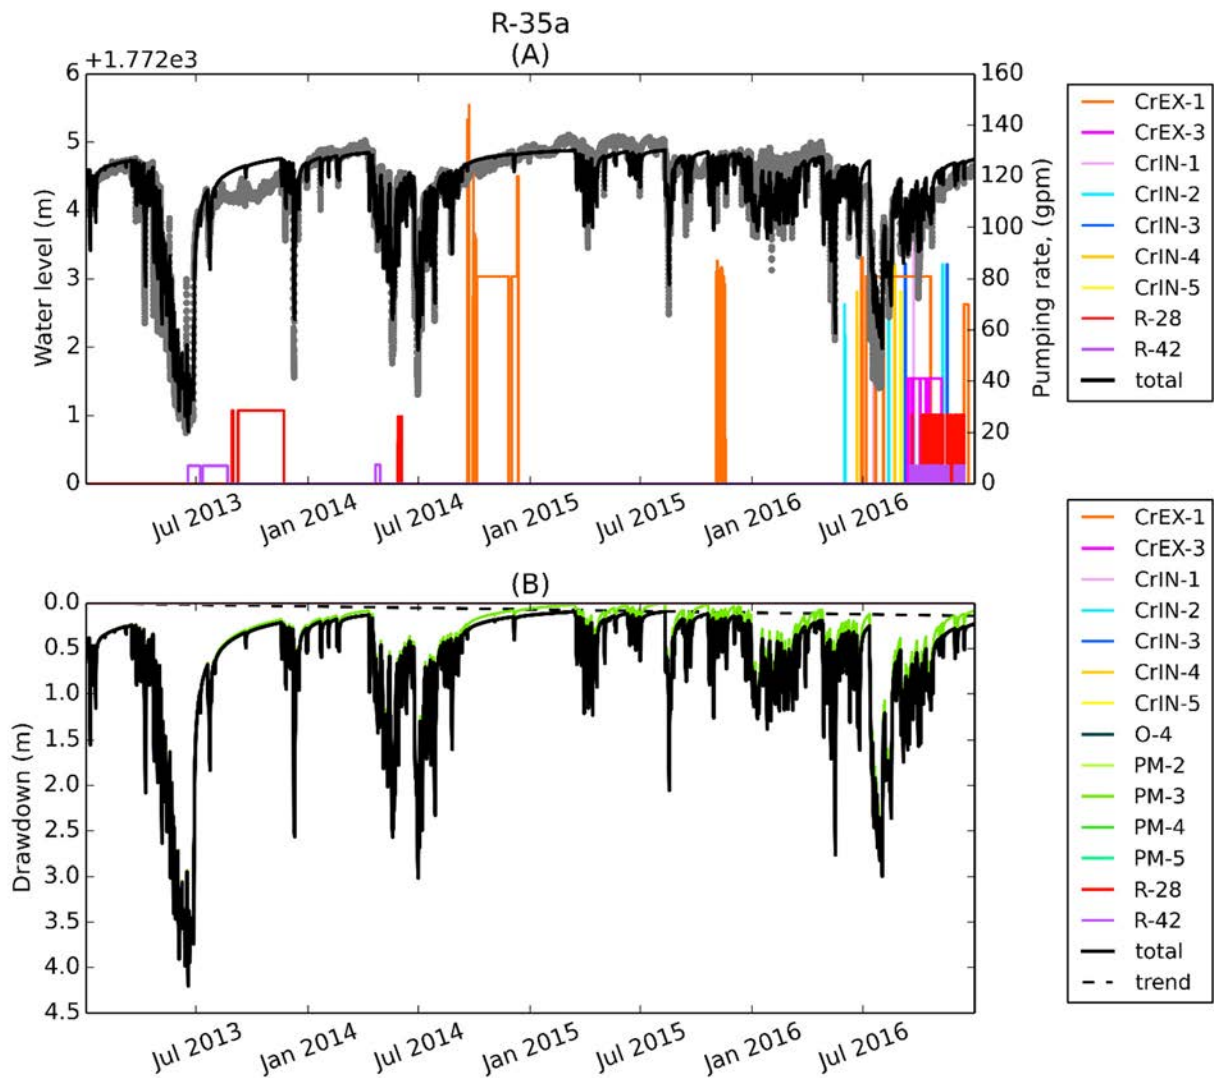 R-35a
(A)
+1.772e3
6
5
4
3
2
1
0
Water level (m)
160
140
120
100
80
60
40
20
0
Pumping rate, (gpm)
Jul 2013
Jan 2014
Jul 2014
Jan 2015
Jul 2015
Jan 2016
Jul 2016
CrEX-1
CrEX-3
CrIN-1
CrIN-2
CrIN-3
CrIN-4
CrIN-5
R-28
R-42
total
(B)
0.0
0.5
1.0
1.5
2.0
2.5
3.0
3.5
4.0
4.5
Drawdown (m)
Jul 2013
Jan 2014
Jul 2014
Jan 2015
Jul 2015
Jan 2016
Jul 2016
CrEX-1
CrEX-3
CrIN-1
CrIN-2
CrIN-3
CrIN-4
CrIN-5
O-4
PM-2
PM-3
PM-4
PM-5
R-28
R-42
total
trend